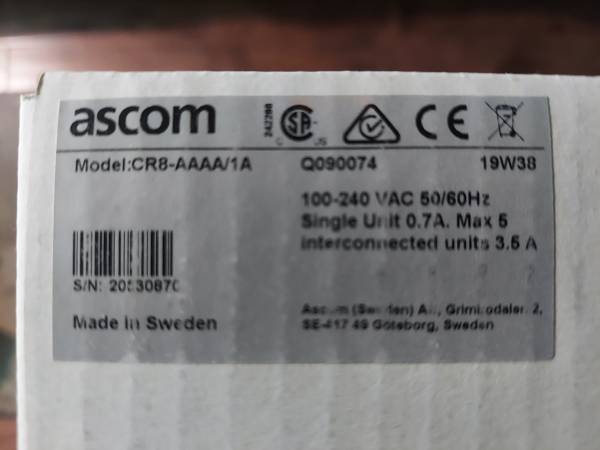 ascom
242298
Model:CR8-AAAA/1A Q090074 19W38
100-240 VAC 50/60Hz
Single Unit 0.7A. Max 5
interconnected units 3.5 A
S/N:
Made in Sweden
SE-417 49 Göteborg, Sweden